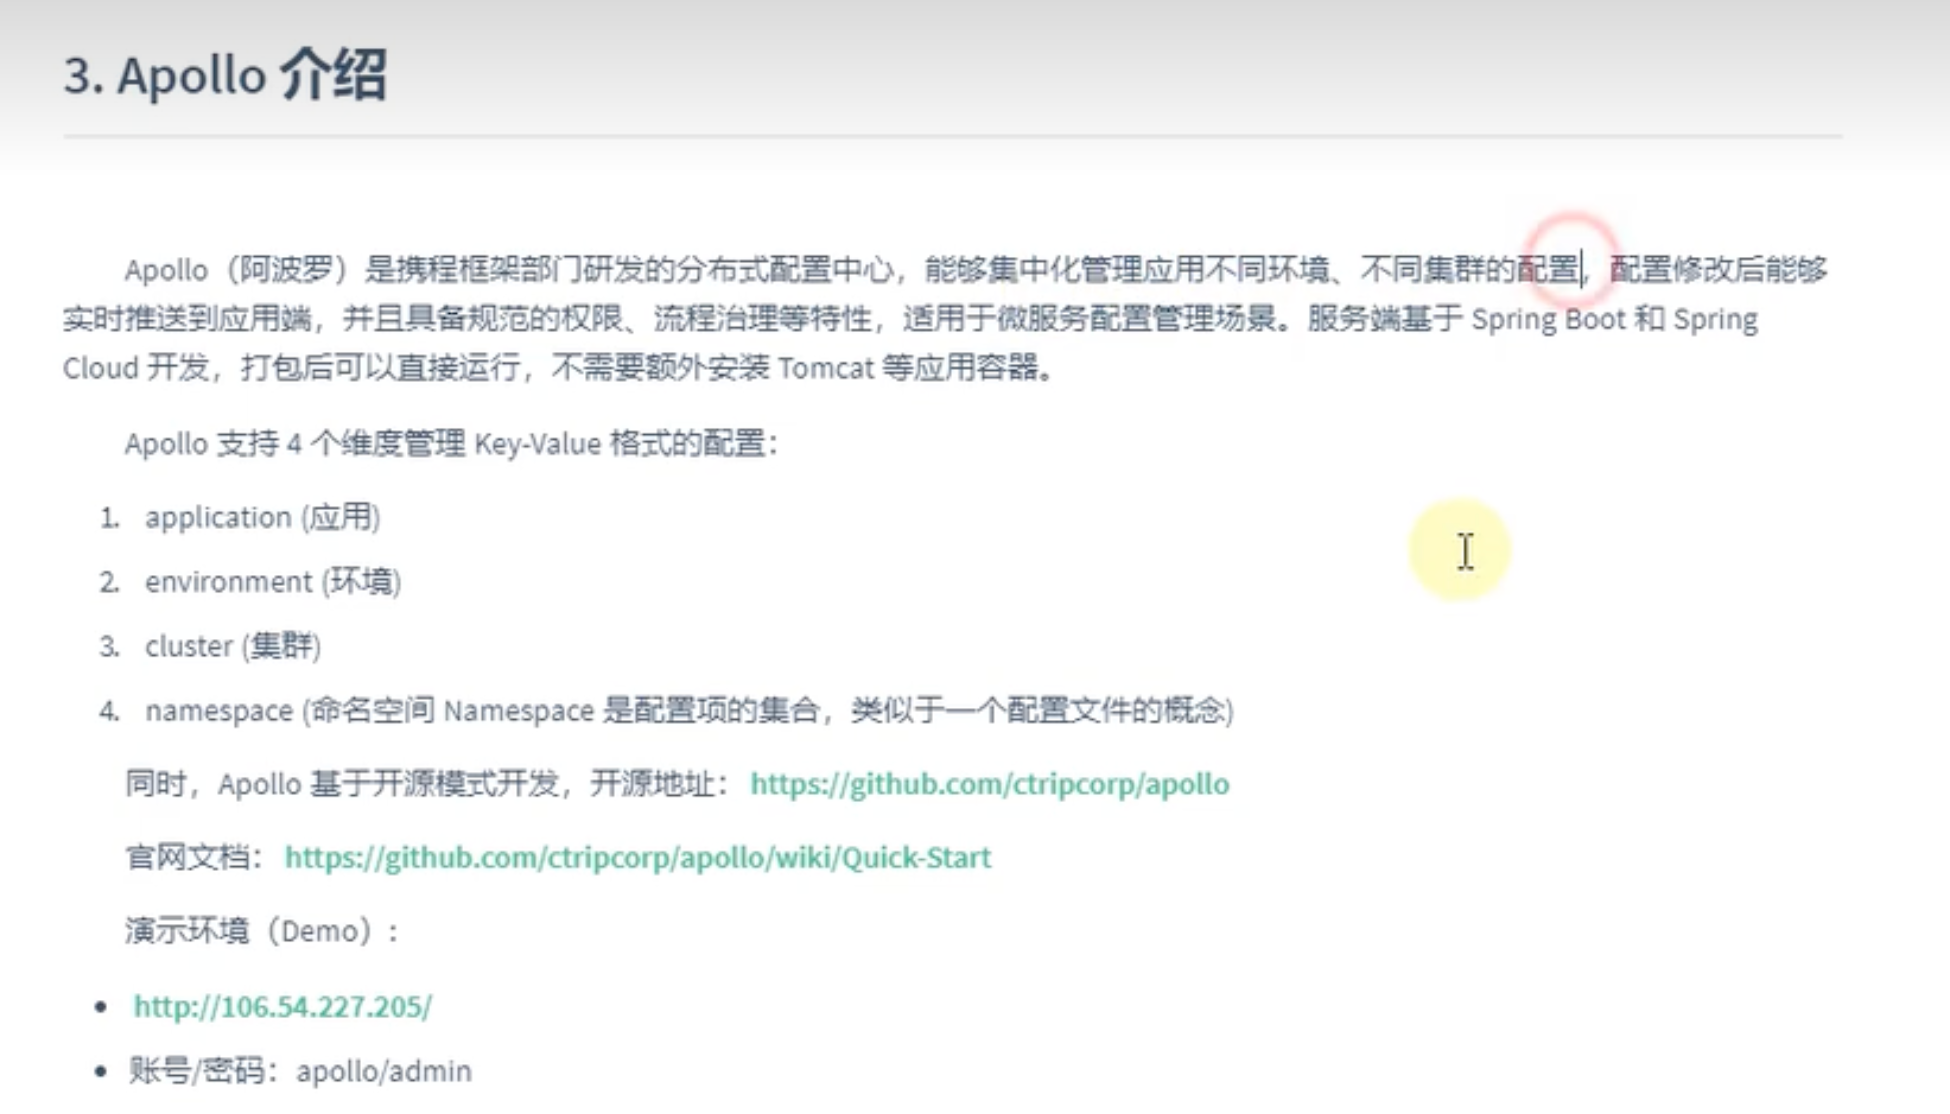 3. Apollo 介绍
Apollo（阿波罗）是携程框架部门研发的分布式配置中心，能够集中化管理应用不同环境、不同集群的配置，配置修改后能够
实时推送到应用端，并且具备规范的权限、流程治理等特性，适用于微服务配置管理场景。服务端基于 Spring Boot 和 Spring
Cloud 开发，打包后可以直接运行，不需要额外安装 Tomcat 等应用容器。
Apollo 支持 4 个维度管理 Key-Value 格式的配置：
1. application (应用)
2. environment (环境)
3. cluster (集群)
4. namespace (命名空间 Namespace 是配置项的集合，类似于一个配置文件的概念)
同时，Apollo 基于开源模式开发，开源地址：https://github.com/ctripcorp/apollo
官网文档：https://github.com/ctripcorp/apollo/wiki/Quick-Start
演示环境（Demo）:
• http://106.54.227.205/
• 账号/密码：apollo/admin